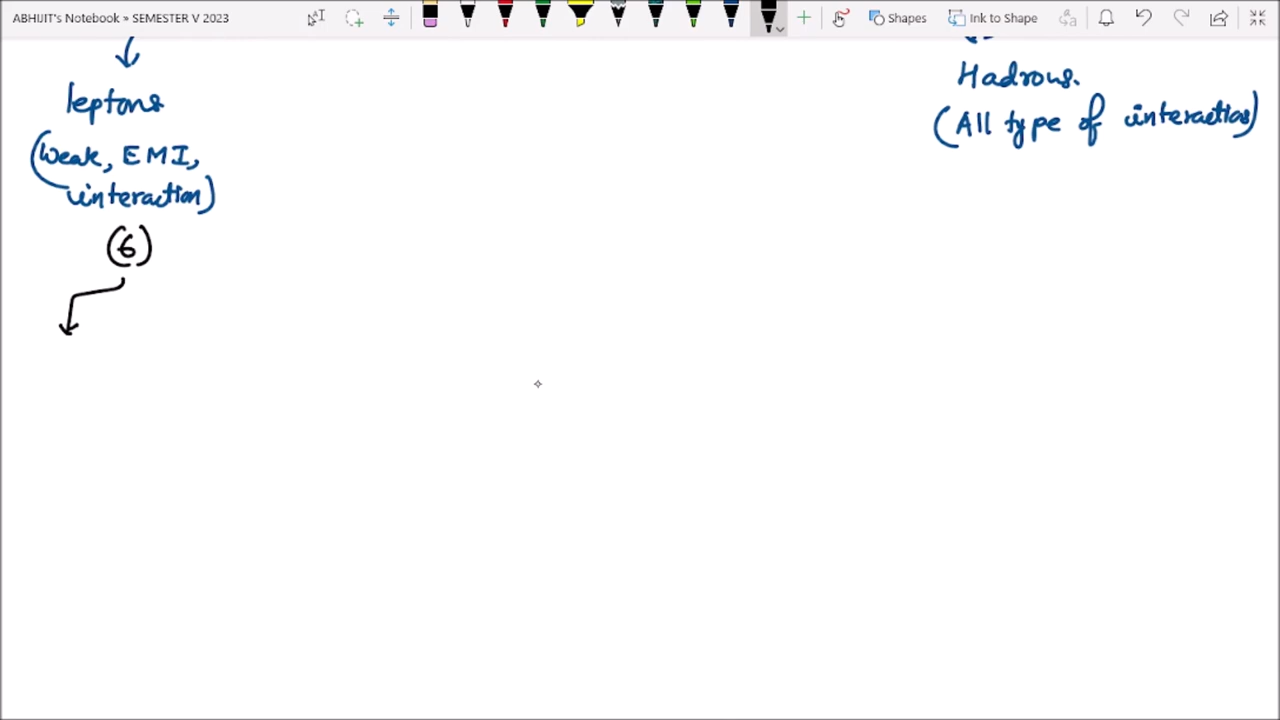 ABHIJIT's Notebook » SEMESTER V 2023
Shapes
Ink to Shape
leptons
(Weak, EMI,
interaction)
(6)
Hadrons.
(All type of interaction)